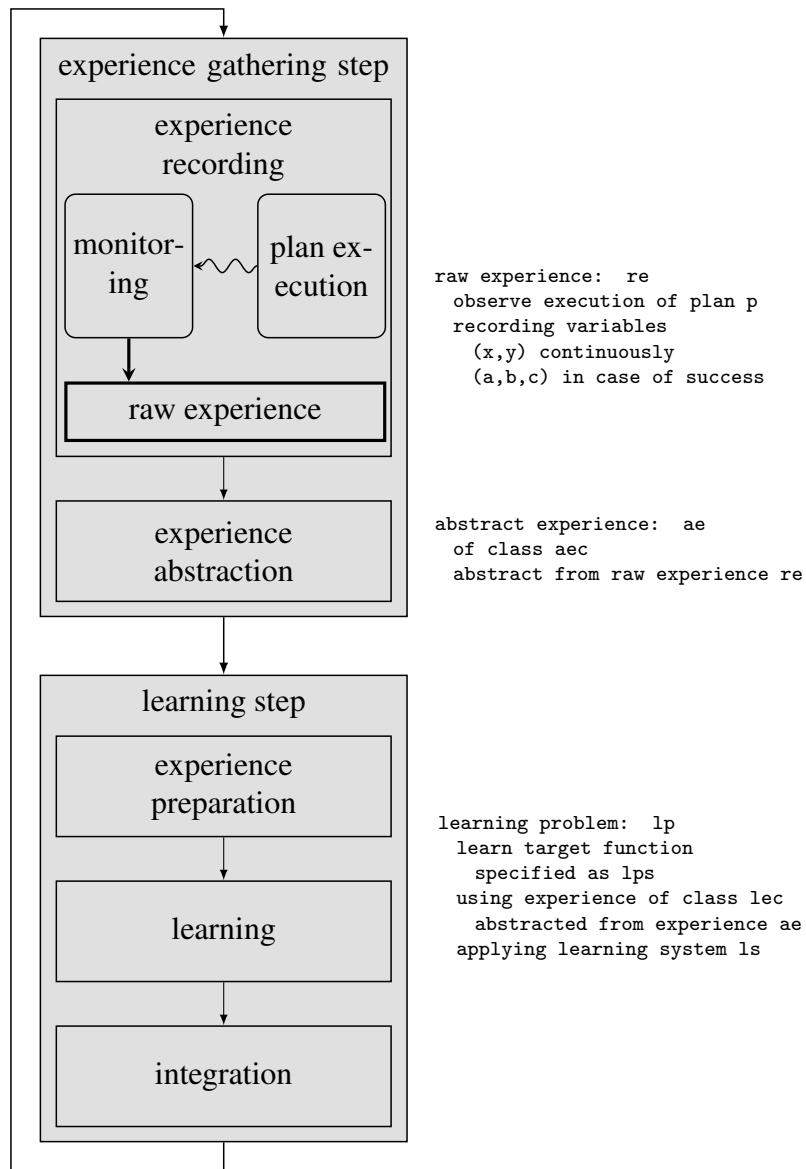 experience gathering step
experience
recording
monitor-
ing
plan ex-
ecution
raw experience
raw experience: re
observe execution of plan p
recording variables
(x,y) continuously
(a,b,c) in case of success
experience
abstraction
abstract experience: ae
of class aec
abstract from raw experience re
learning step
experience
preparation
learning
integration
learning problem: lp
learn target function
specified as lps
using experience of class lec
abstracted from experience ae
applying learning system ls